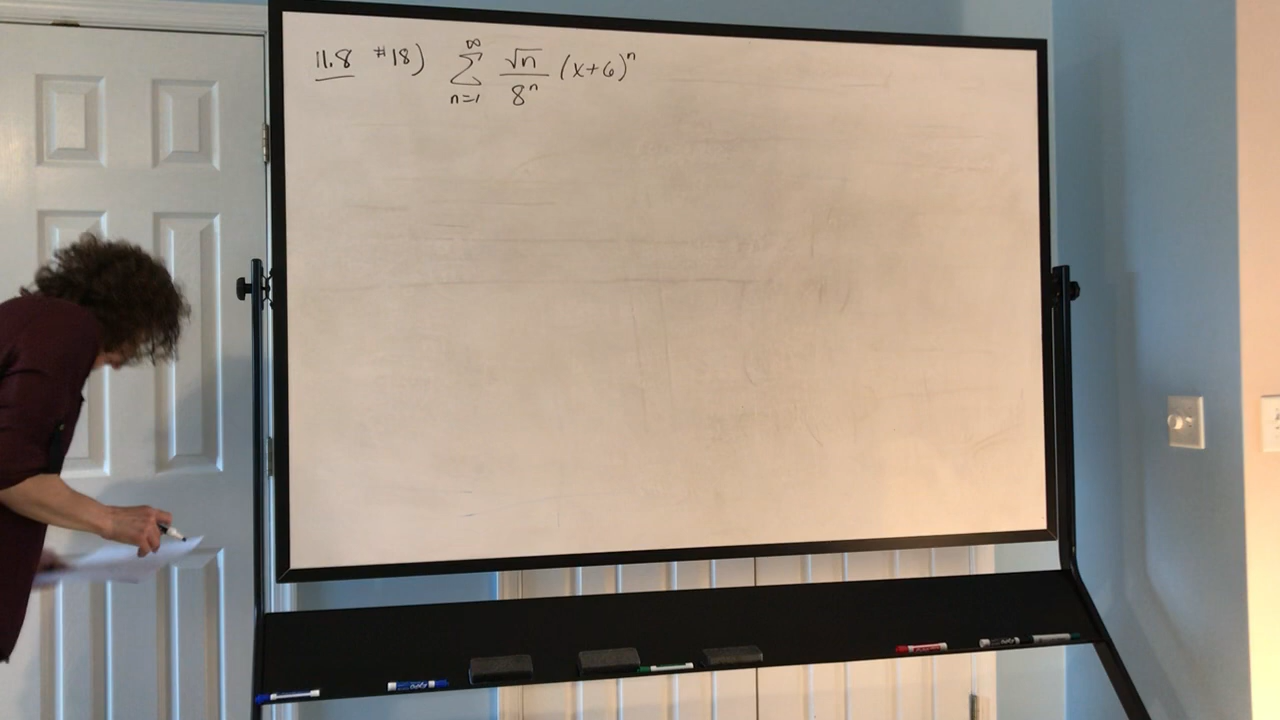 11.8 #18) ∞∑n=1 √n/8ⁿ (x+6)ⁿ